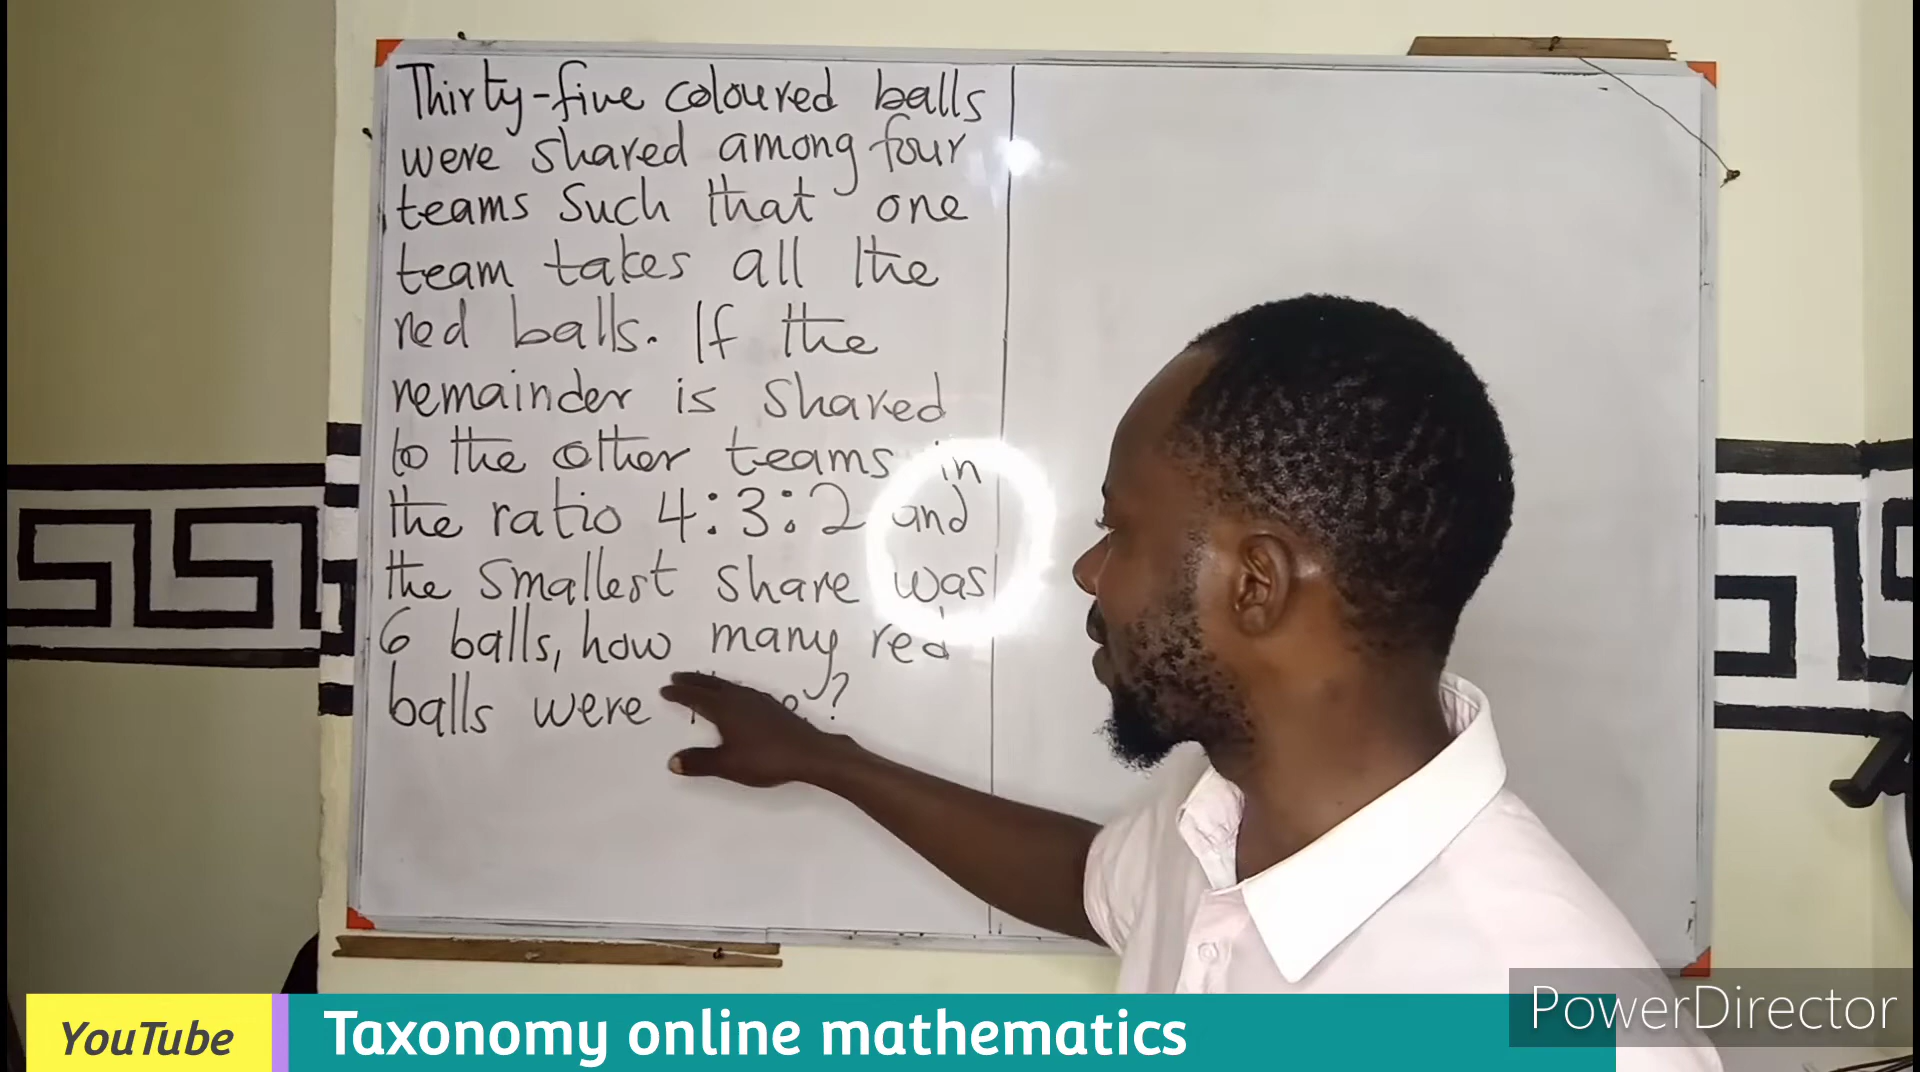 Thirty-five coloured balls
were shared among four
teams Such that one
team takes all the
red balls. If the
remainder is shared
to the other teams in
the ratio 4:3:2 and
the smallest share was
6 balls, how many red
balls were ?
YouTube
Taxonomy online mathematics
PowerDirector